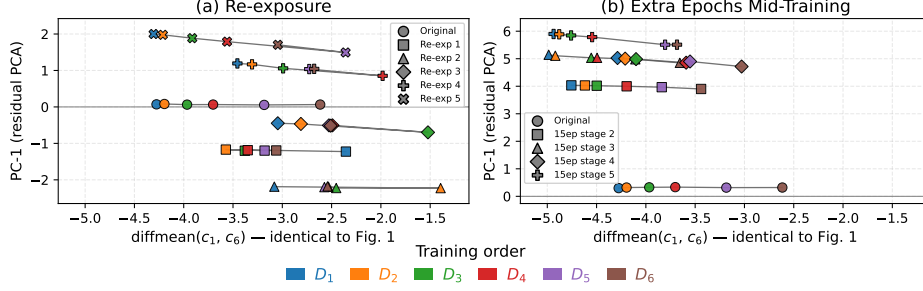 (a) Re-exposure
PC-1 (residual PCA)
2
1
0
−1
−2
Original
Re-exp 1
Re-exp 2
Re-exp 3
Re-exp 4
Re-exp 5
−5.0 −4.5 −4.0 −3.5 −3.0 −2.5 −2.0 −1.5
diffmean(c₁, c₆) — identical to Fig. 1
(b) Extra Epochs Mid-Training
PC-1 (residual PCA)
6
5
4
3
2
1
0
Original
15ep stage 2
15ep stage 3
15ep stage 4
15ep stage 5
−5.0 −4.5 −4.0 −3.5 −3.0 −2.5 −2.0 −1.5
diffmean(c₁, c₆) — identical to Fig. 1
Training order
D₁ D₂ D₃ D₄ D₅ D₆